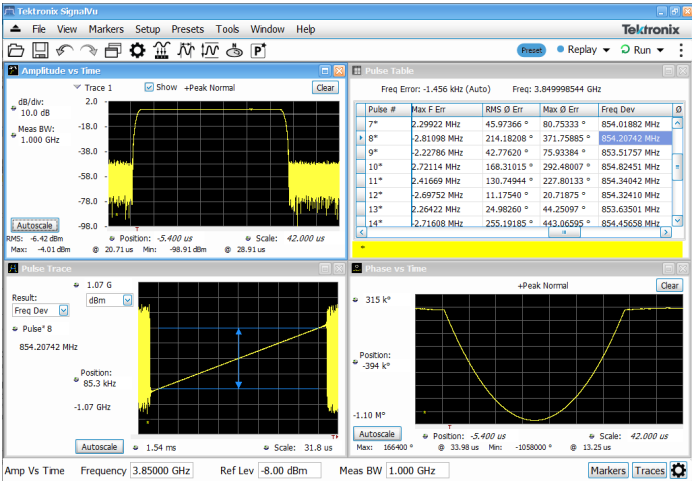 Tektronix SignalVu
File View Markers Setup Presets Tools Window Help
Tektronix
Preset Replay Run
Amplitude vs Time
Trace 1 Show +Peak Normal Clear
dB/div:
10.0 dB
Meas BW:
1.000 GHz
2.0
-18.0
-38.0
-58.0
-78.0
-98.0
Autoscale
Position: -5.400 us Scale: 42.000 us
RMS: -6.42 dBm
Max: -4.01 dBm @ 20.71 us Min: -98.91 dBm @ 28.91 us
Pulse Table
Freq Error: -1.456 kHz (Auto) Freq: 3.849998544 GHz
Pulse # Max F Err RMS Ø Err Max Ø Err Freq Dev Ø
7* 2.29922 MHz 45.97366 ° 80.75333 ° 854.01882 MHz
8* -2.81098 MHz 214.18208 ° 371.75885 ° 854.20742 MHz
9* -2.22786 MHz 42.77620 ° 75.93384 ° 853.51757 MHz
10* 2.72114 MHz 168.31015 ° 292.48007 ° 854.82451 MHz
11* 2.41669 MHz 130.74944 ° 227.80133 ° 854.34042 MHz
12* -2.69752 MHz 11.17540 ° 20.71875 ° 854.32410 MHz
13* 2.26422 MHz 24.98260 ° 44.25097 ° 853.63501 MHz
14* -2.71608 MHz 255.19185 ° 443.06595 ° 854.45658 MHz
Pulse Trace
Result:
Freq Dev
Pulse* 8
854.20742 MHz
1.07 G
dBm
Position:
85.3 kHz
-1.07 GHz
Autoscale 1.54 ms Scale: 31.8 us
Phase vs Time
+Peak Normal Clear
315 k°
Position:
-394 k°
-1.10 M°
Autoscale Position: -5.400 us Scale: 42.000 us
Max: 166400 ° @ 33.98 us Min: -1058000 ° @ 13.25 us
Amp Vs Time Frequency 3.85000 GHz Ref Lev -8.00 dBm Meas BW 1.000 GHz Markers Traces